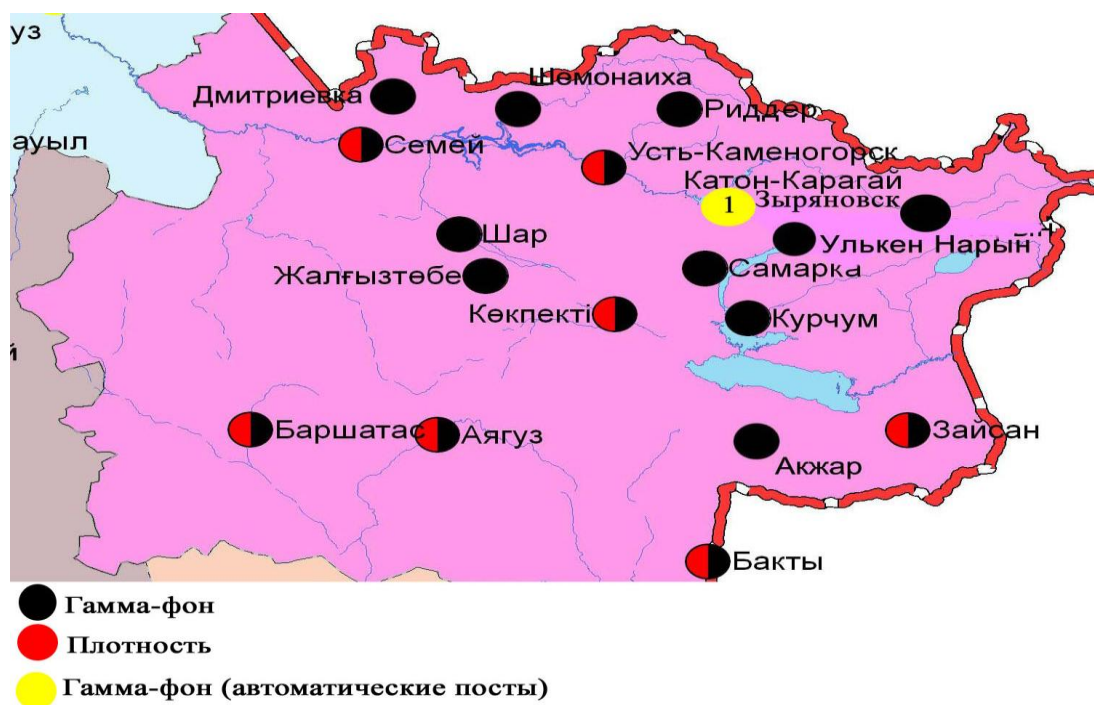 уз
Шемонаиха
Дмитриевка
Риддер
ауыл
Семей
Усть-Каменогорск
Катон-Карагай
1
Зыряновск
Шар
Улькен Нарын
Самарка
Жалғызтөбе
Көкпекті
Курчум
й
Баршатас
Аягуз
Зайсан
Акжар
Бакты
Гамма-фон
Плотность
Гамма-фон (автоматические посты)